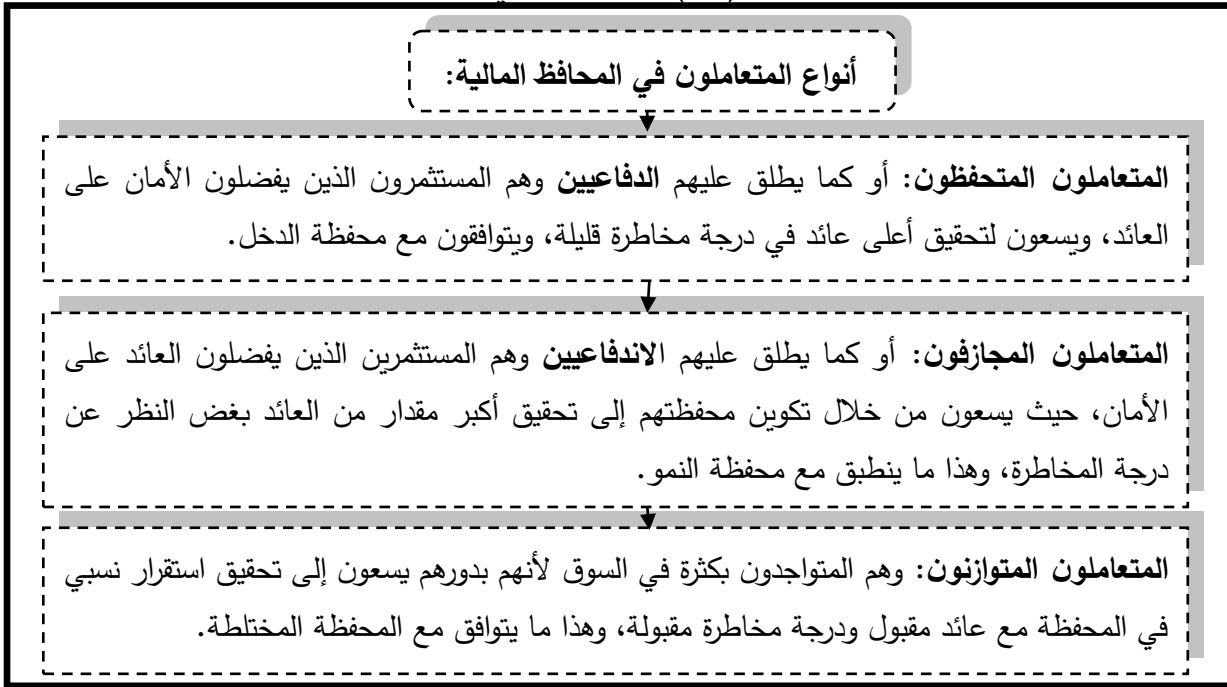 أنواع المتعاملون في المحافظ المالية:
المتعاملون المتحفظون: أو كما يطلق عليهم الدفاعيين وهم المستثمرون الذين يفضلون الأمان على
العائد، ويسعون لتحقيق أعلى عائد في درجة مخاطرة قليلة، ويتوافقون مع محفظة الدخل.
المتعاملون المجازفون: أو كما يطلق عليهم الاندفاعيين وهم المستثمرين الذين يفضلون العائد على
الأمان، حيث يسعون من خلال تكوين محفظتهم إلى تحقيق أكبر مقدار من العائد بغض النظر عن
درجة المخاطرة، وهذا ما ينطبق مع محفظة النمو.
المتعاملون المتوازنون: وهم المتواجدون بكثرة في السوق لأنهم بدورهم يسعون إلى تحقيق استقرار نسبي
في المحفظة مع عائد مقبول ودرجة مخاطرة مقبولة، وهذا ما يتوافق مع المحفظة المختلطة.